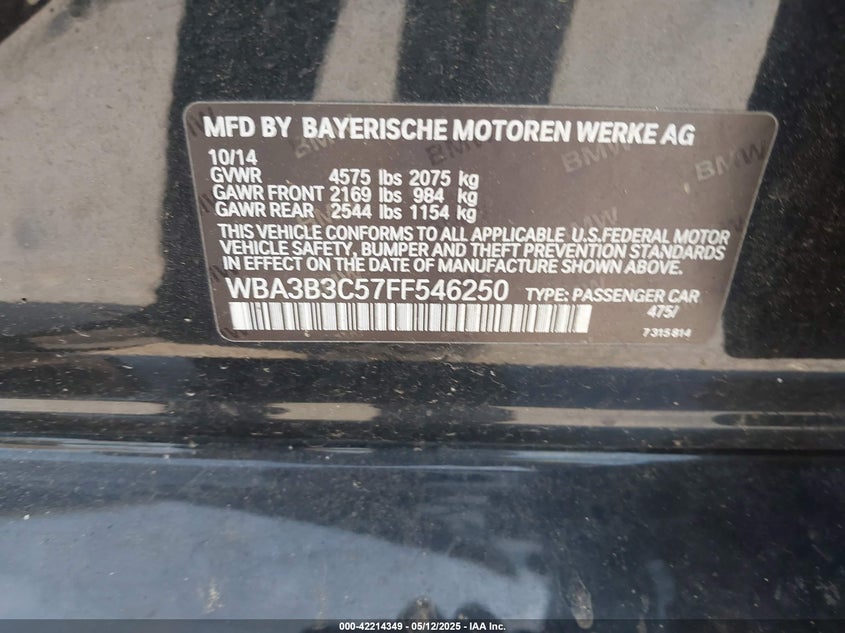 MFD BY BAYERISCHE MOTOREN WERKE AG
10/14
GVWR 4575 lbs 2075 kg
GAWR FRONT 2169 lbs 984 kg
GAWR REAR 2544 lbs 1154 kg
THIS VEHICLE CONFORMS TO ALL APPLICABLE U.S.FEDERAL MOTOR
VEHICLE SAFETY, BUMPER AND THEFT PREVENTION STANDARDS
IN EFFECT ON THE DATE OF MANUFACTURE SHOWN ABOVE.
WBA3B3C57FF546250 TYPE: PASSENGER CAR
475/
7315814
000-42214349 - 05/12/2025 - IAA Inc.